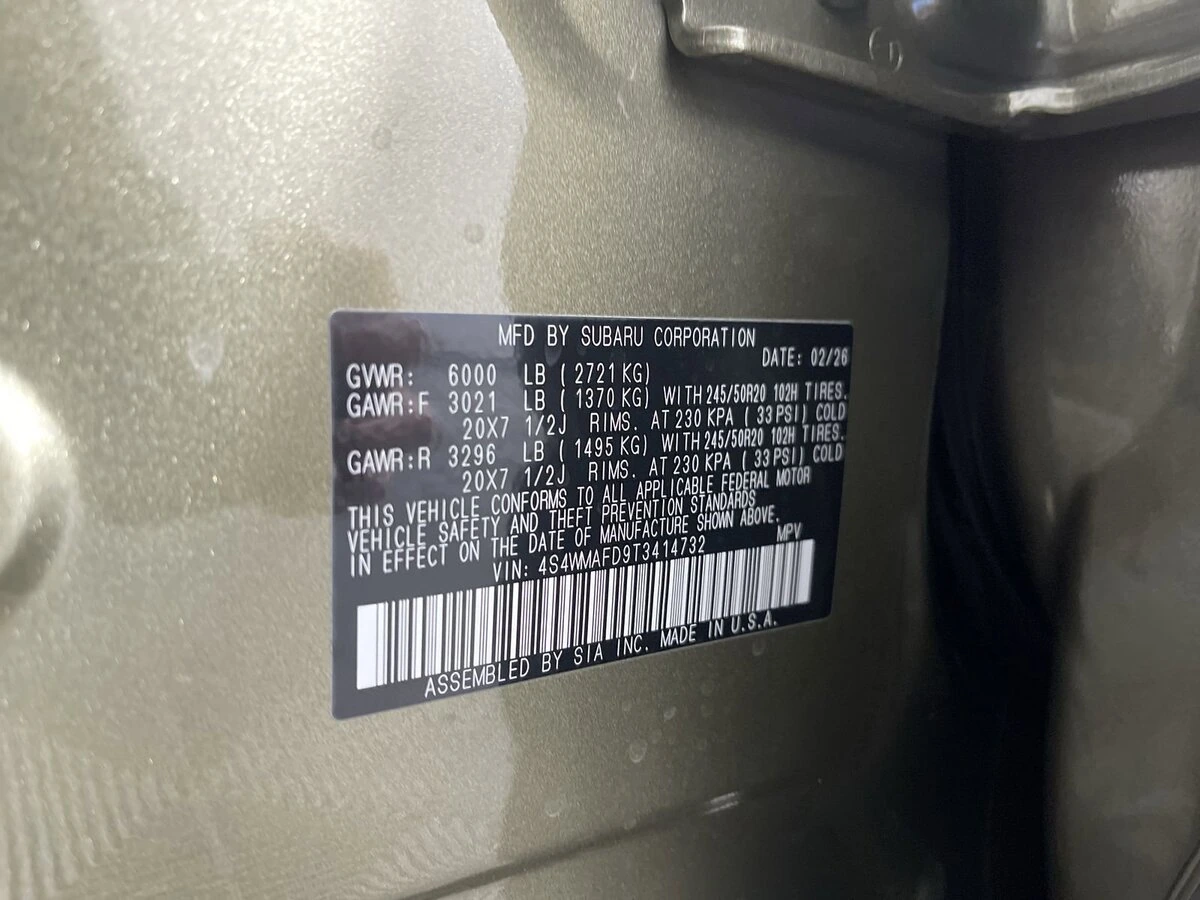 MFD BY SUBARU CORPORATION
DATE: 02/26
GVWR: 6000 LB ( 2721 KG)
GAWR:F 3021 LB ( 1370 KG) WITH 245/50R20 102H TIRES.
20X7 1/2J RIMS. AT 230 KPA ( 33 PSI) COLD
GAWR:R 3296 LB ( 1495 KG) WITH 245/50R20 102H TIRES.
20X7 1/2J RIMS. AT 230 KPA ( 33 PSI) COLD
THIS VEHICLE CONFORMS TO ALL APPLICABLE FEDERAL MOTOR
VEHICLE SAFETY AND THEFT PREVENTION STANDARDS
IN EFFECT ON THE DATE OF MANUFACTURE SHOWN ABOVE.
VIN: 4S4WMAFD9T3414732 MPV
ASSEMBLED BY SIA INC. MADE IN U.S.A.